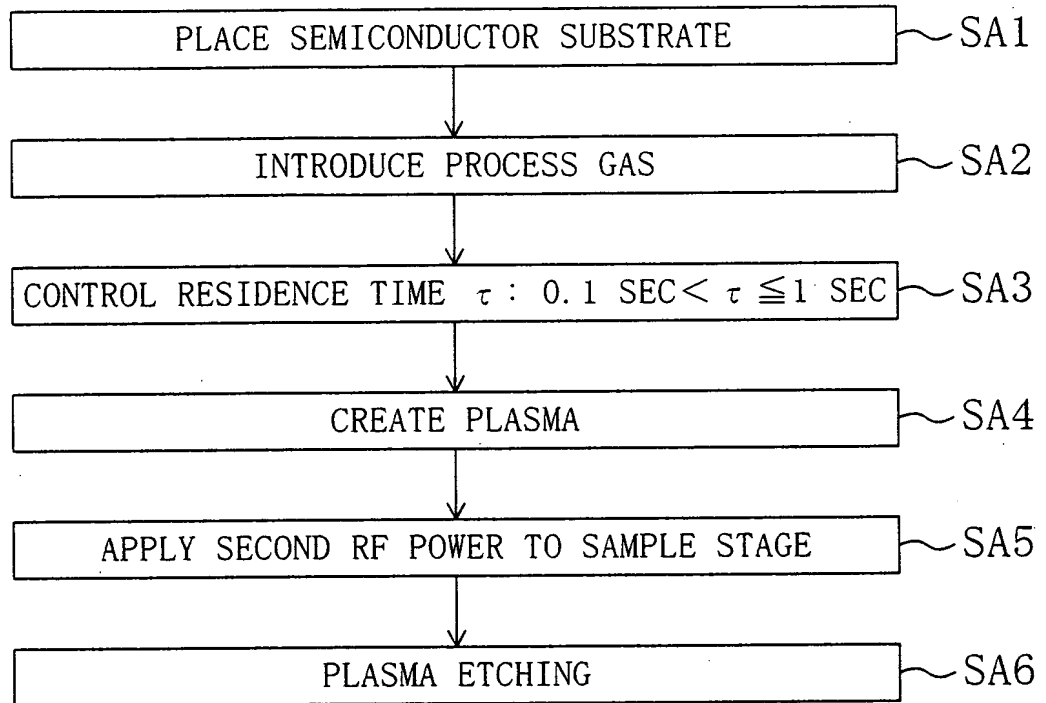 PLACE SEMICONDUCTOR SUBSTRATE SA1
INTRODUCE PROCESS GAS SA2
CONTROL RESIDENCE TIME τ: 0.1 SEC< τ ≦1 SEC SA3
CREATE PLASMA SA4
APPLY SECOND RF POWER TO SAMPLE STAGE SA5
PLASMA ETCHING SA6